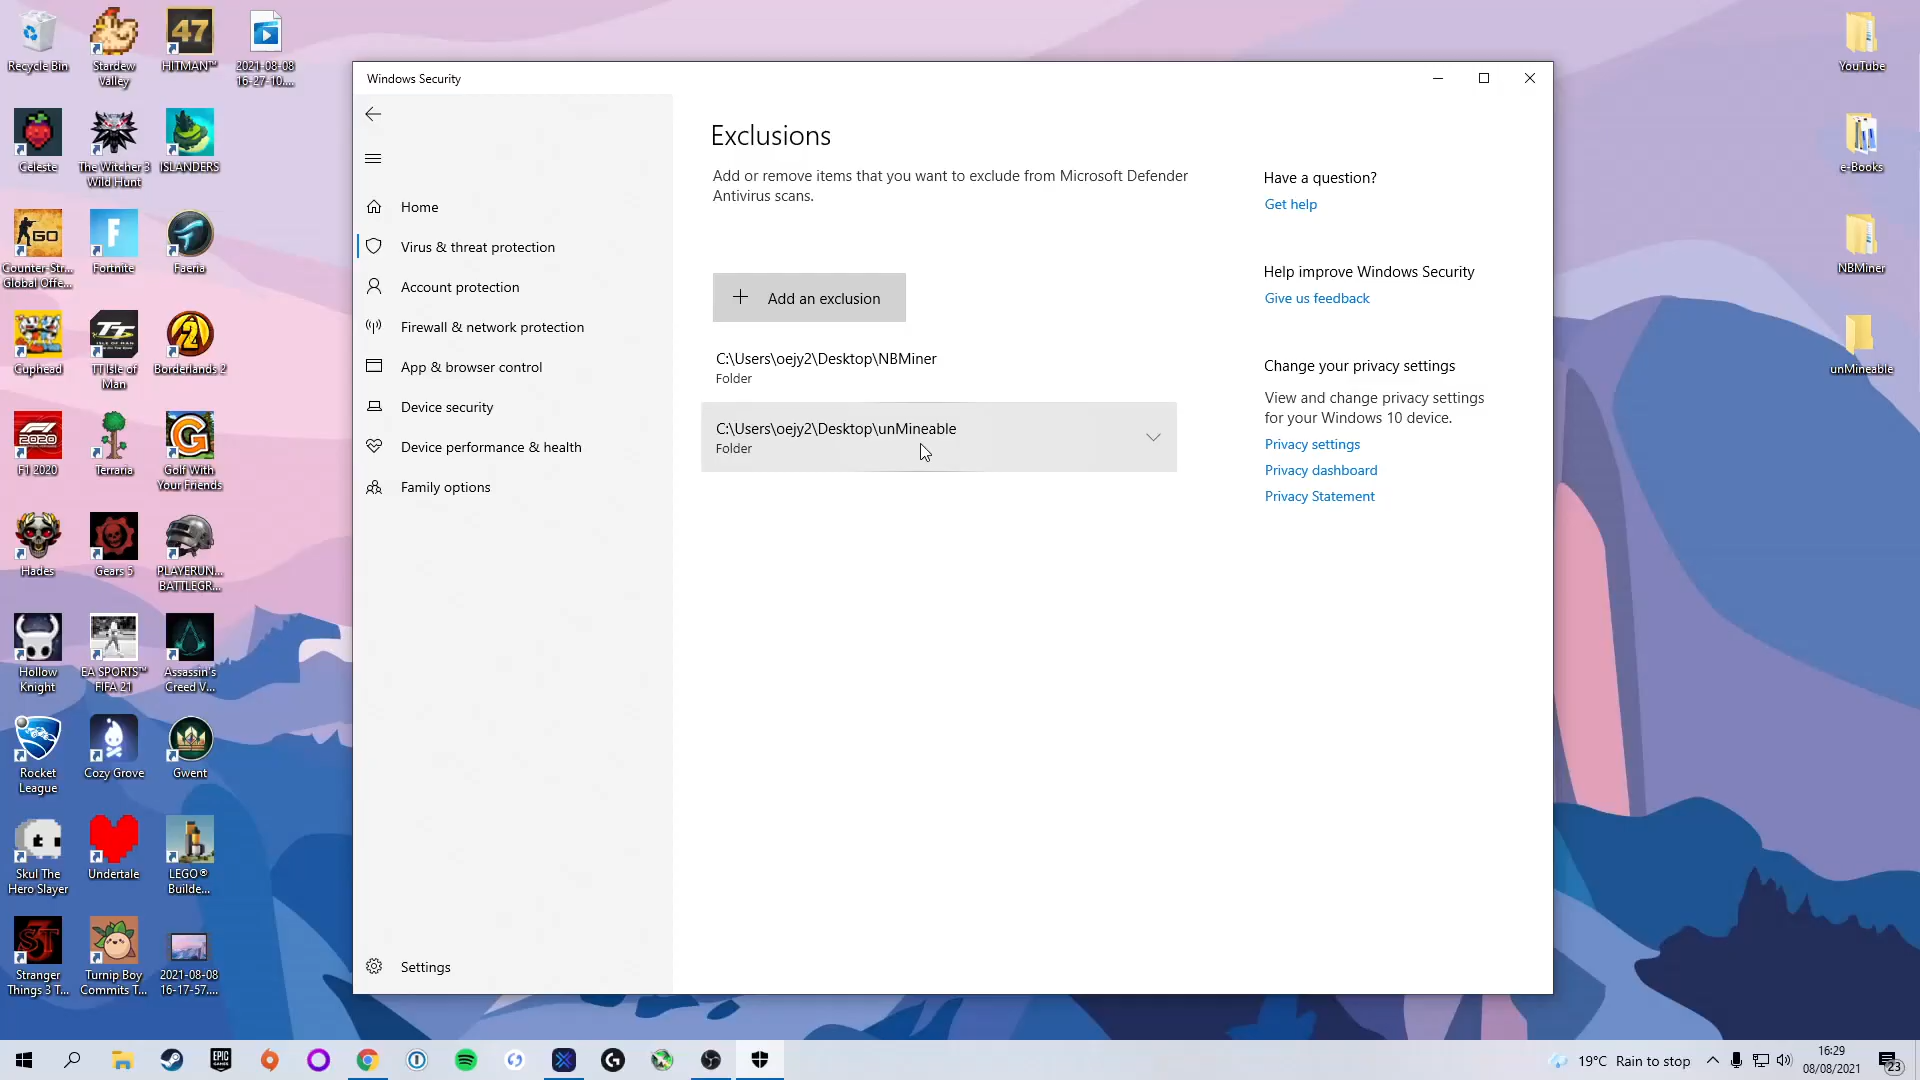 Recycle Bin
Stardew
Valley
HITMAN™
2021-08-08
16-27-10....
Celeste
The Witcher 3
Wild Hunt
ISLANDERS
Counter-Str...
Global Offe...
Fortnite
Faeria
Cuphead
TT Isle of
Man
Borderlands 2
F1 2020
Terraria
Golf With
Your Friends
Hades
Gears 5
PLAYERUN...
BATTLEGR...
Hollow
Knight
EA SPORTS™
FIFA 21
Assassin's
Creed V...
Rocket
League
Cozy Grove
Gwent
Skul The
Hero Slayer
Undertale
LEGO®
Builde...
Stranger
Things 3 T...
Turnip Boy
Commits T...
2021-08-08
16-17-57....
Windows Security
Home
Virus & threat protection
Account protection
Firewall & network protection
App & browser control
Device security
Device performance & health
Family options
Settings
Exclusions
Add or remove items that you want to exclude from Microsoft Defender
Antivirus scans.
Add an exclusion
C:\Users\oejy2\Desktop\NBMiner
Folder
C:\Users\oejy2\Desktop\unMineable
Folder
Have a question?
Get help
Help improve Windows Security
Give us feedback
Change your privacy settings
View and change privacy settings
for your Windows 10 device.
Privacy settings
Privacy dashboard
Privacy Statement
YouTube
e-Books
NBMiner
unMineable
19°C Rain to stop
16:29
08/08/2021
23